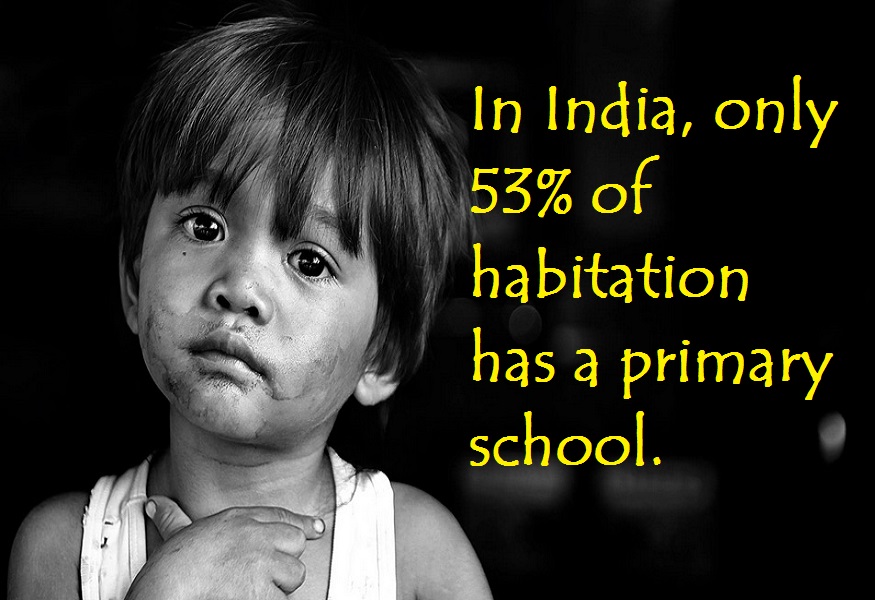 In India, only
53% of
habitation
has a primary
school.